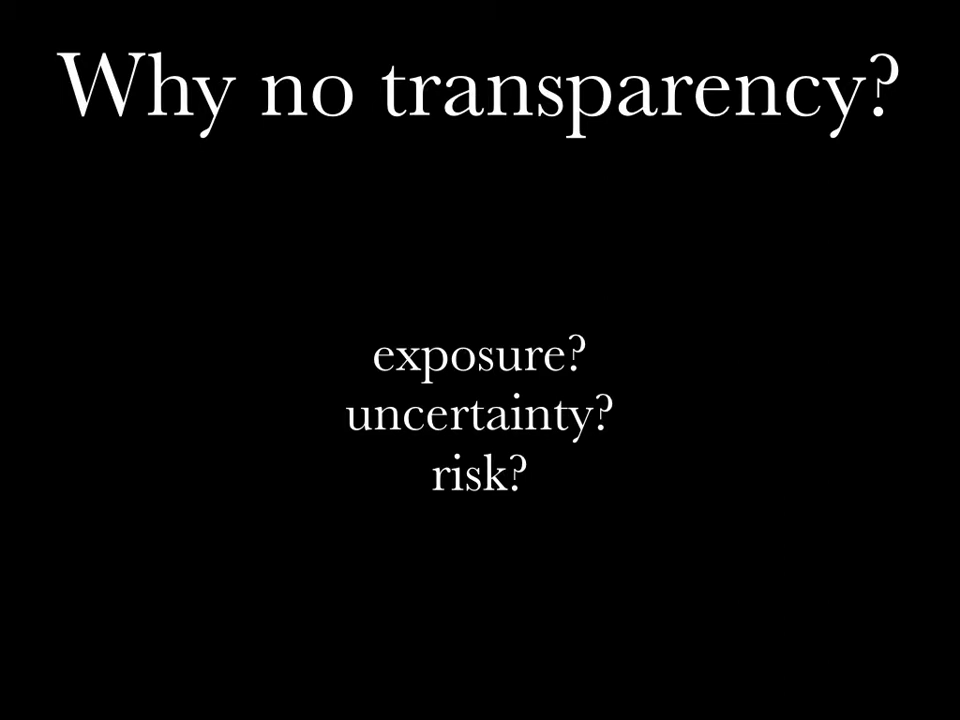 Why no transparency?
exposure?
uncertainty?
risk?